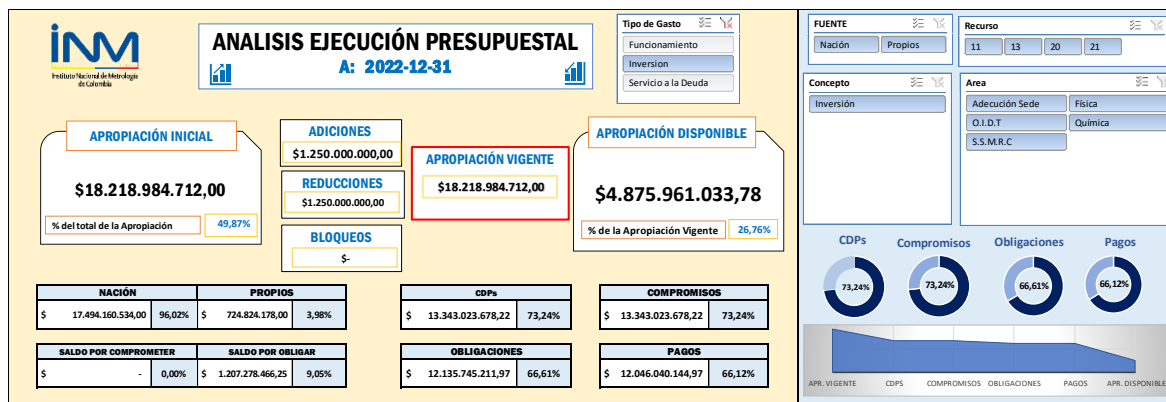 INM
Instituto Nacional de Metrología
de Colombia
ANALISIS EJECUCIÓN PRESUPUESTAL
A: 2022-12-31
Tipo de Gasto
Funcionamiento
Inversion
Servicio a la Deuda
APROPIACIÓN INICIAL
$18.218.984.712,00
% del total de la Apropiación 49,87%
ADICIONES
$1.250.000.000,00
REDUCCIONES
$1.250.000.000,00
BLOQUEOS
$-
APROPIACIÓN VIGENTE
$18.218.984.712,00
APROPIACIÓN DISPONIBLE
$4.875.961.033,78
% de la Apropiación Vigente 26,76%
NACIÓN PROPIOS
$ 17.494.160.534,00 96,02% $ 724.824.178,00 3,98%
CDPs
$ 13.343.023.678,22 73,24%
COMPROMISOS
$ 13.343.023.678,22 73,24%
SALDO POR COMPROMETER SALDO POR OBLIGAR
$ - 0,00% $ 1.207.278.466,25 9,05%
OBLIGACIONES
$ 12.135.745.211,97 66,61%
PAGOS
$ 12.046.040.144,97 66,12%
FUENTE
Nación Propios
Recurso
11 13 20 21
Concepto
Inversión
Area
Adecución Sede Física
O.I.D.T Química
S.S.M.R.C
CDPs Compromisos Obligaciones Pagos
73,24% 73,24% 66,61% 66,12%
APR. VIGENTE CDPS COMPROMISOS OBLIGACIONES PAGOS APR. DISPONIBLE